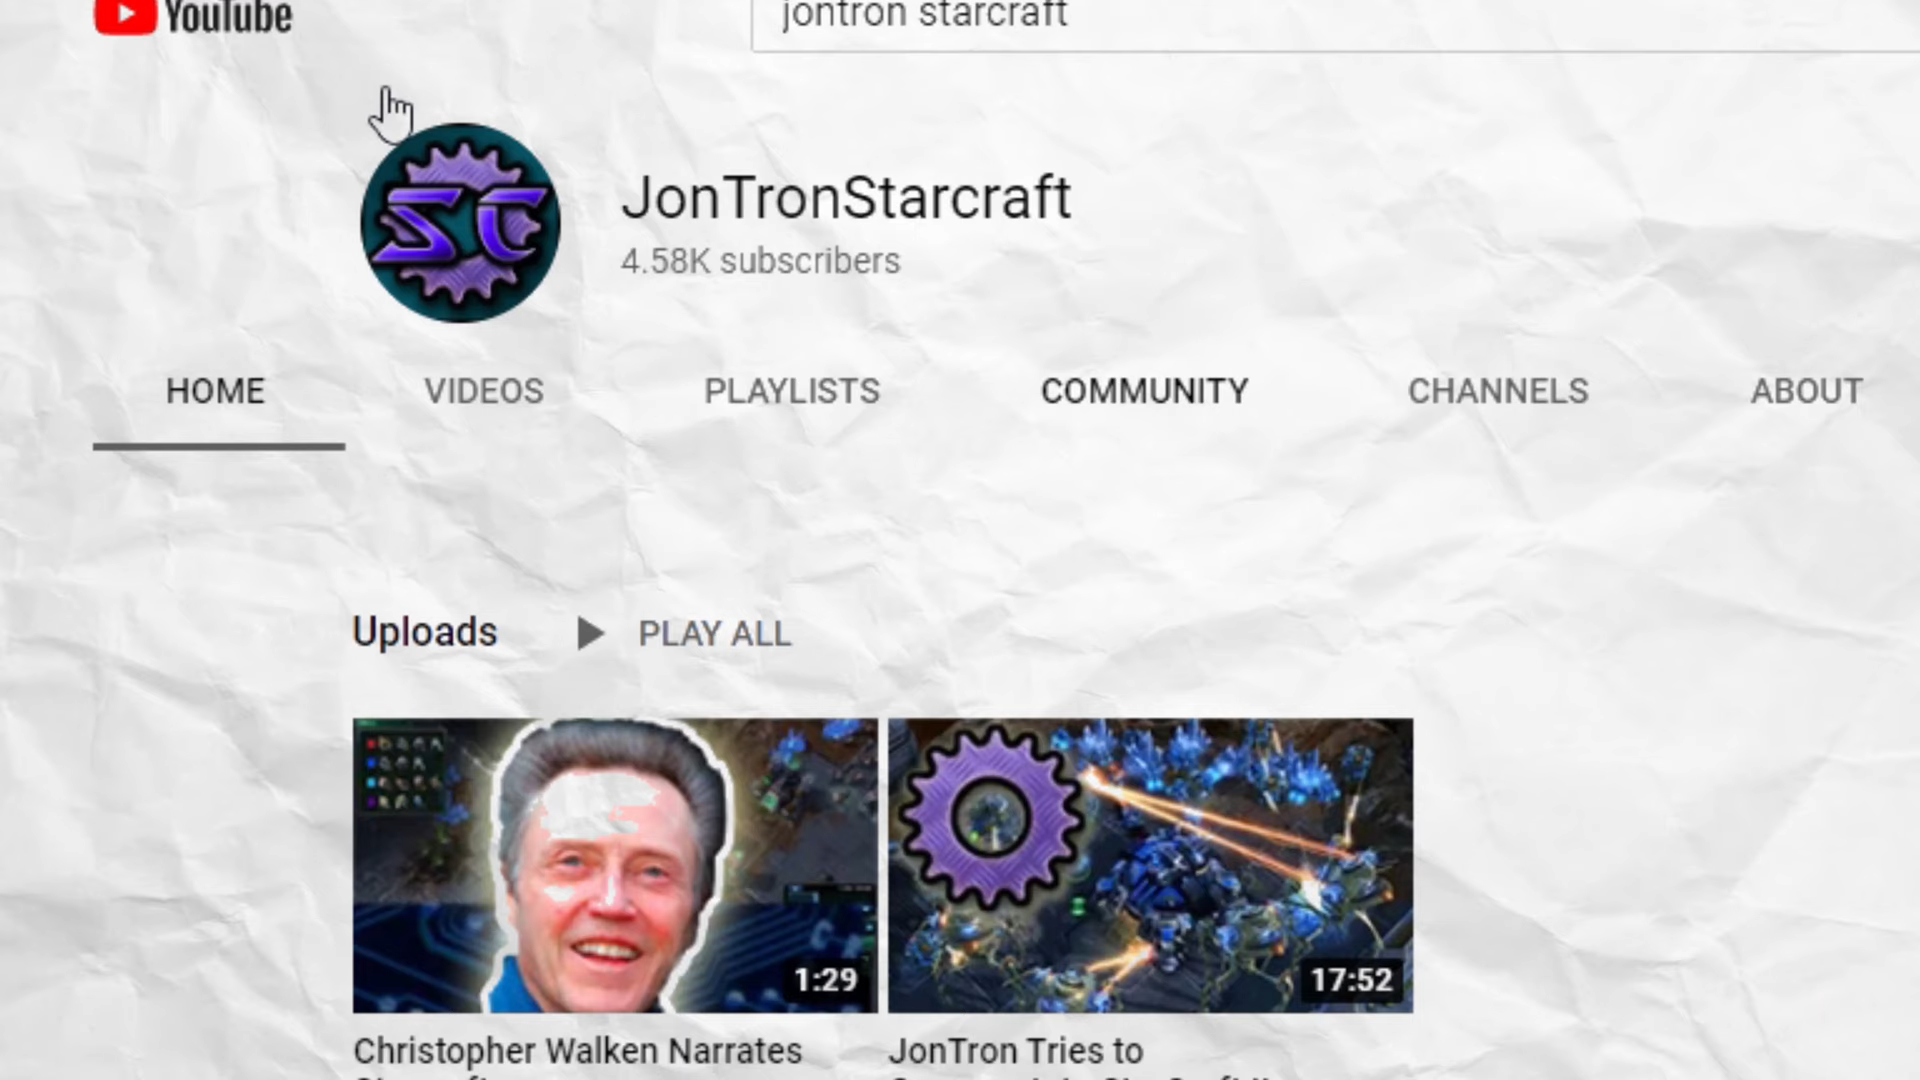 YouTube
jontron starcraft
SC
JonTronStarcraft
4.58K subscribers
HOME VIDEOS PLAYLISTS COMMUNITY CHANNELS ABOUT
Uploads PLAY ALL
1:29
17:52
Christopher Walken Narrates
JonTron Tries to